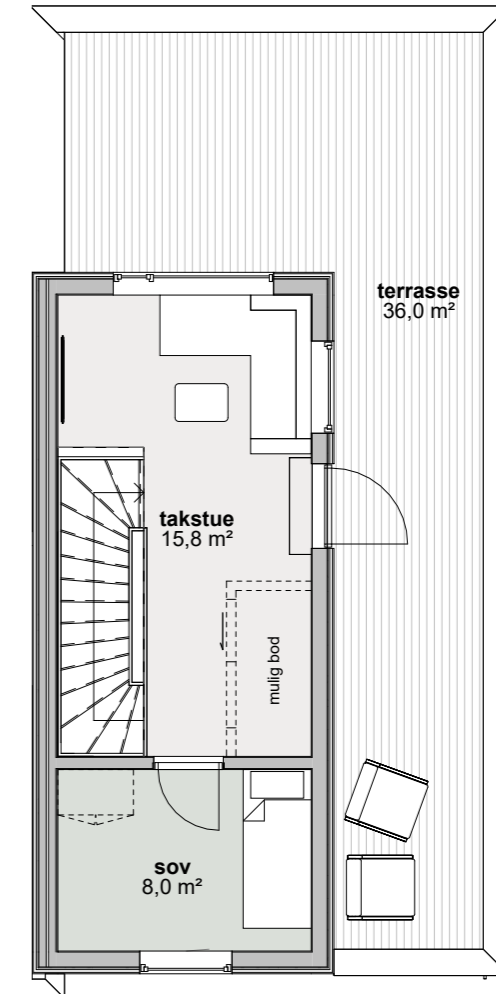 terrasse
36,0 m²
takstue
15,8 m²
mulig bod
sov
8,0 m²